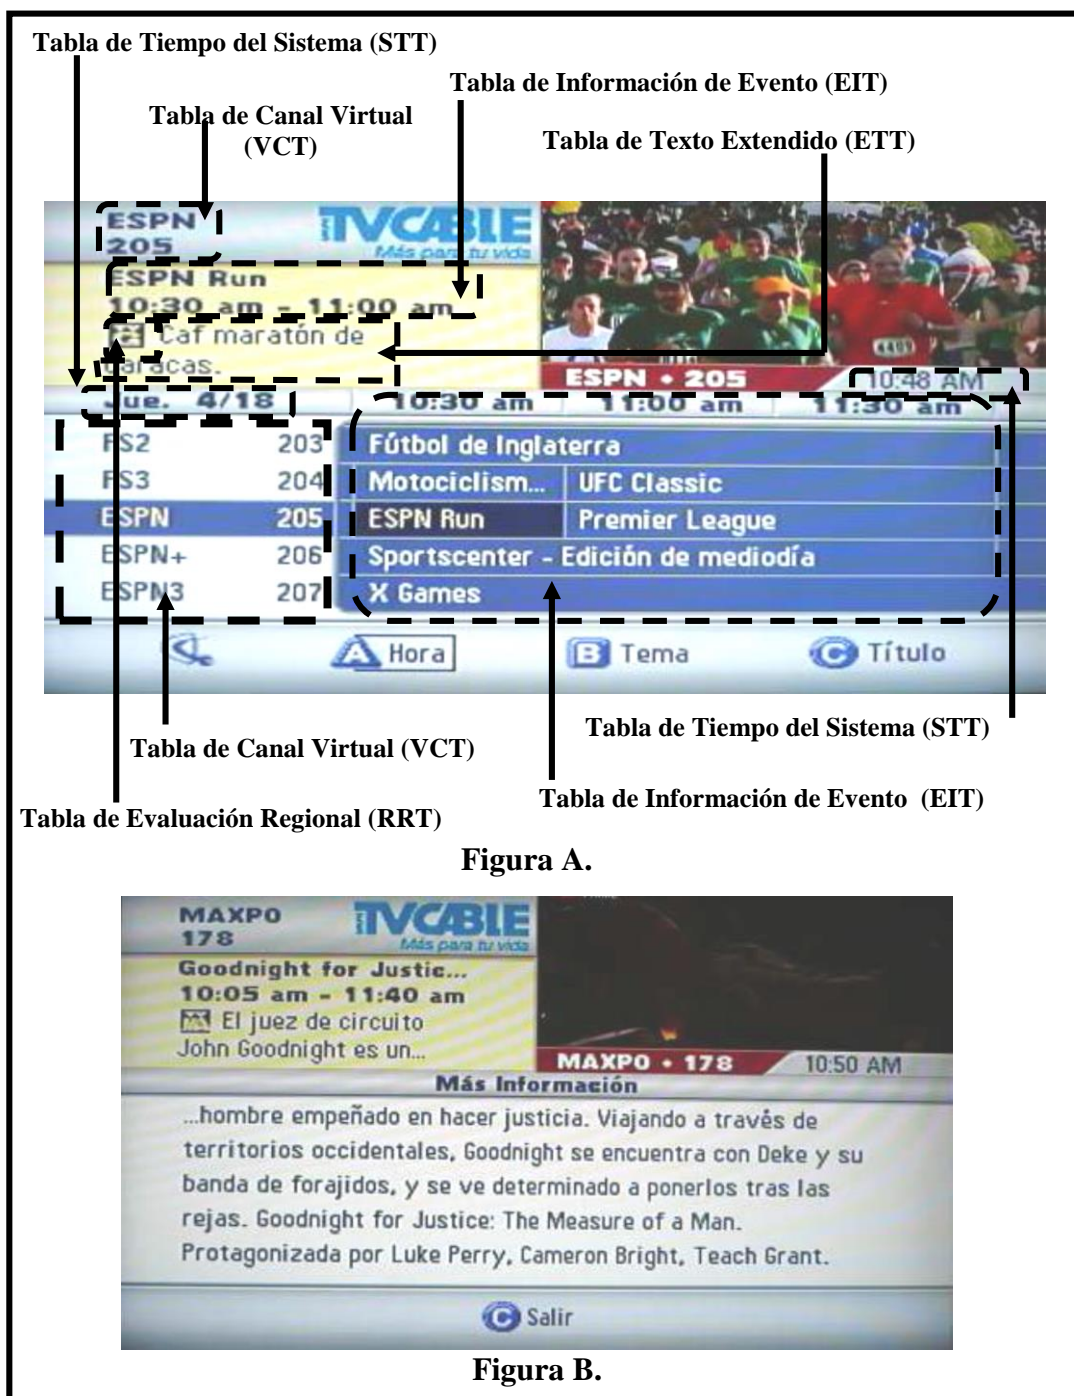 Tabla de Tiempo del Sistema (STT)
Tabla de Información de Evento (EIT)
Tabla de Canal Virtual
(VCT)
Tabla de Texto Extendido (ETT)
ESPN
205
TVCABLE
Más para tu vida
ESPN Run
10:30 am - 11:00 am
Caf maratón de
caracas.
4409
ESPN • 205
10:48 AM
Jue. 4/18
10:30 am
11:00 am
11:30 am
FS2 203 Fútbol de Inglaterra
FS3 204 Motociclism... UFC Classic
ESPN 205 ESPN Run Premier League
ESPN+ 206 Sportscenter - Edición de mediodía
ESPN3 207 X Games
A Hora
B Tema
C Título
Tabla de Tiempo del Sistema (STT)
Tabla de Canal Virtual (VCT)
Tabla de Información de Evento (EIT)
Tabla de Evaluación Regional (RRT)
Figura A.
MAXPO
178
TVCABLE
Más para tu vida
Goodnight for Justic...
10:05 am - 11:40 am
El juez de circuito
John Goodnight es un...
MAXPO • 178
10:50 AM
Más Información
...hombre empeñado en hacer justicia. Viajando a través de
territorios occidentales, Goodnight se encuentra con Deke y su
banda de forajidos, y se ve determinado a ponerlos tras las
rejas. Goodnight for Justice: The Measure of a Man.
Protagonizada por Luke Perry, Cameron Bright, Teach Grant.
C Salir
Figura B.